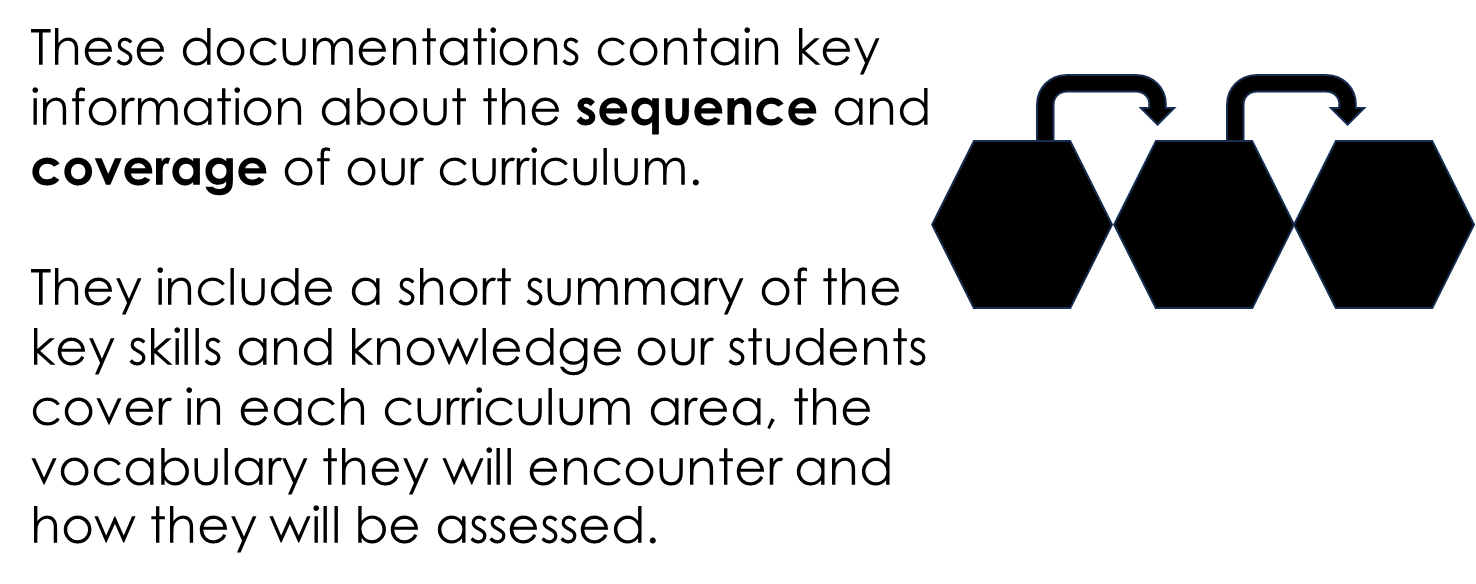 These documentations contain key
information about the sequence and
coverage of our curriculum.
They include a short summary of the
key skills and knowledge our students
cover in each curriculum area, the
vocabulary they will encounter and
how they will be assessed.